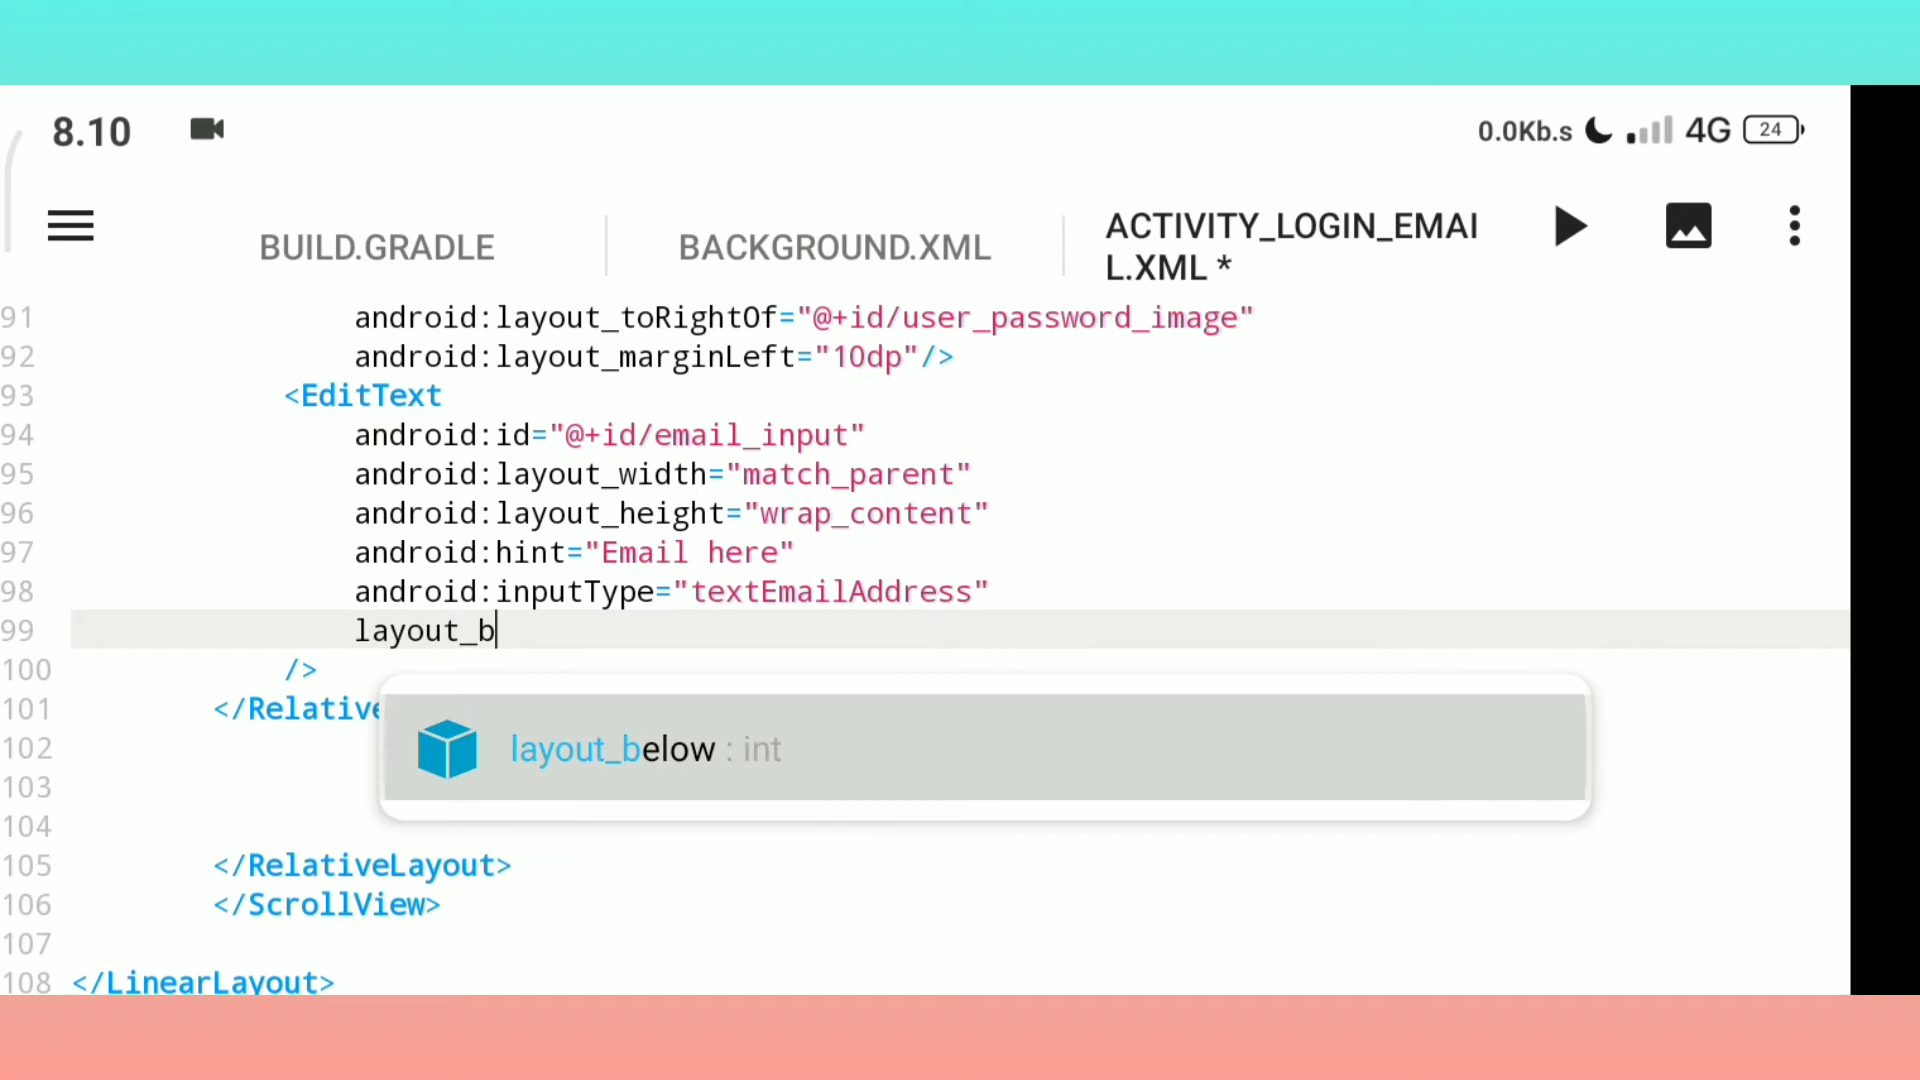 8.10
0.0Kb.s 4G 24
BUILD.GRADLE
BACKGROUND.XML
ACTIVITY_LOGIN_EMAI
L.XML *
91 android:layout_toRightOf="@+id/user_password_image"
92 android:layout_marginLeft="10dp"/>
93 <EditText
94 android:id="@+id/email_input"
95 android:layout_width="match_parent"
96 android:layout_height="wrap_content"
97 android:hint="Email here"
98 android:inputType="textEmailAddress"
99 layout_b
100 />
layout_below : int
101 </Relative
102
103
104
105 </RelativeLayout>
106 </ScrollView>
107
108 </LinearLayout>